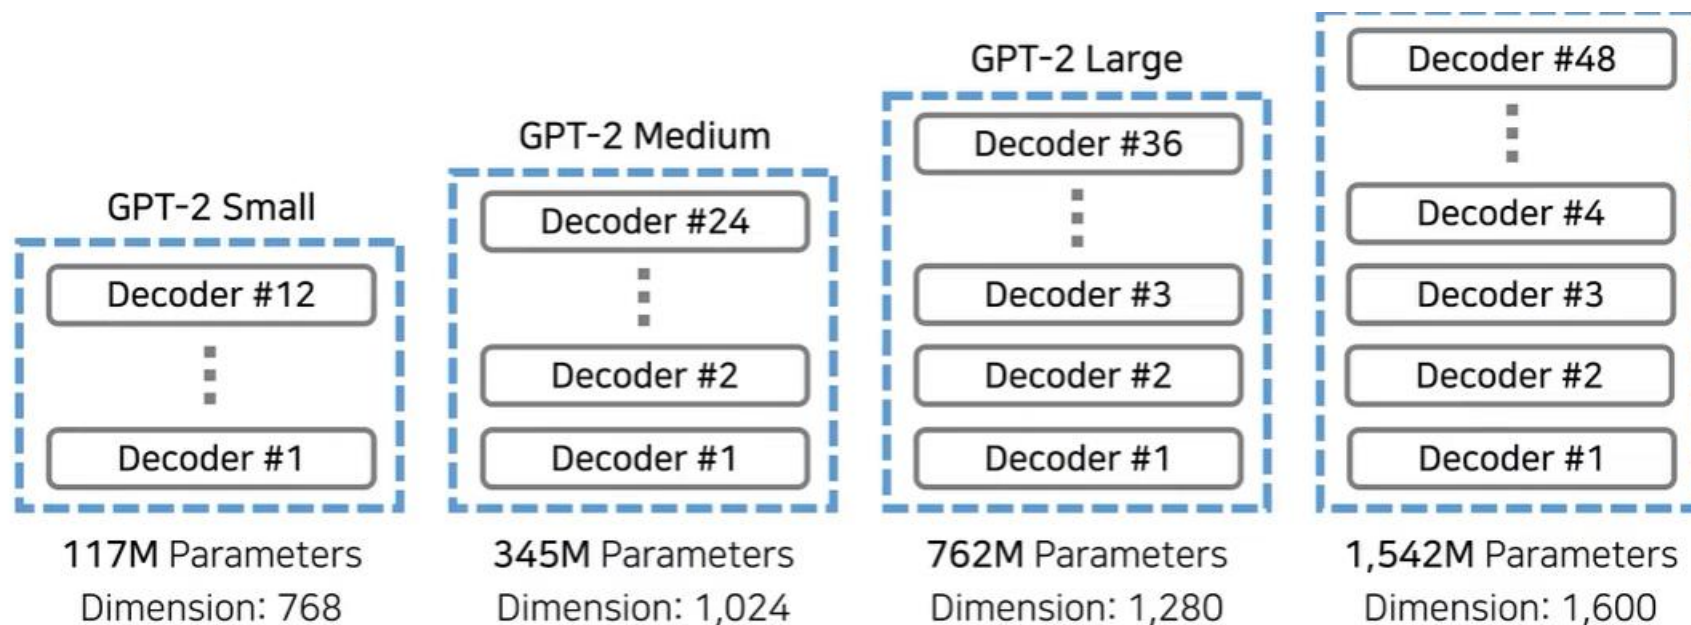 GPT-2 Small
Decoder #12
Decoder #1
117M Parameters
Dimension: 768
GPT-2 Medium
Decoder #24
Decoder #2
Decoder #1
345M Parameters
Dimension: 1,024
GPT-2 Large
Decoder #36
Decoder #3
Decoder #2
Decoder #1
762M Parameters
Dimension: 1,280
Decoder #48
Decoder #4
Decoder #3
Decoder #2
Decoder #1
1,542M Parameters
Dimension: 1,600